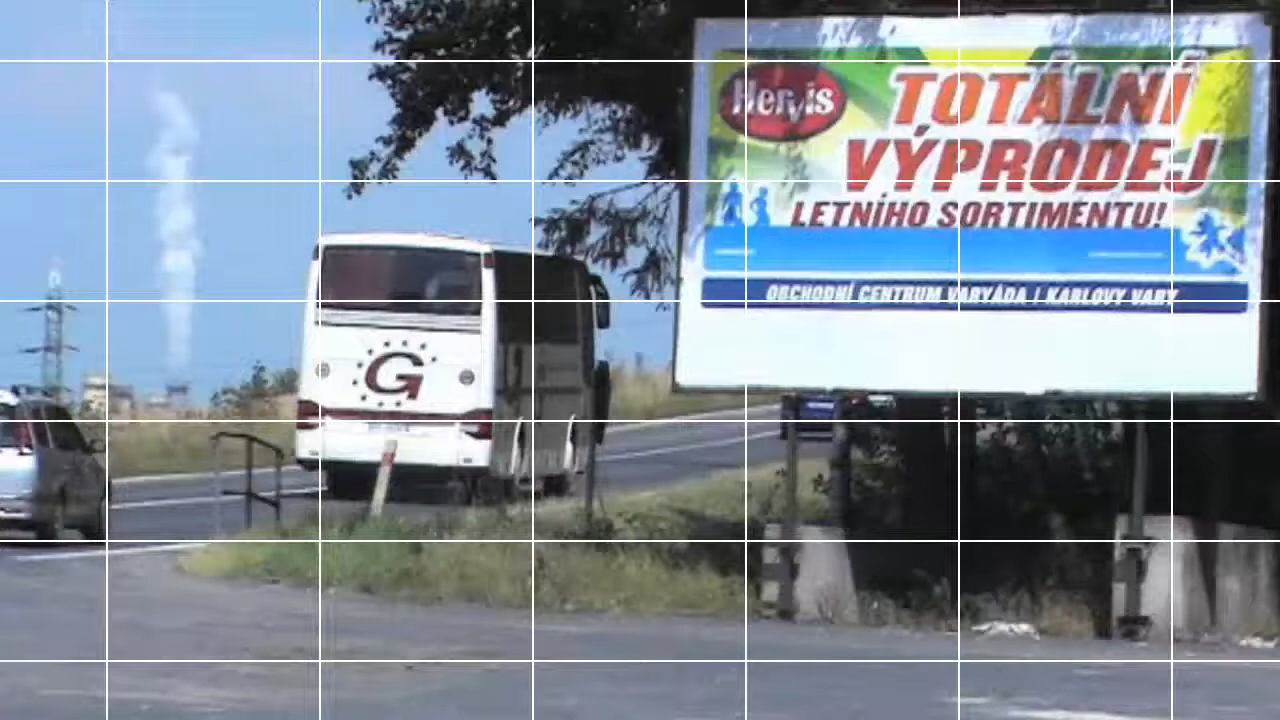 Hervis
TOTÁLNÍ
VÝPRODEJ
LETNÍHO SORTIMENTU!
OBCHODNÍ CENTRUM VARYÁDA / KARLOVY VARY
G